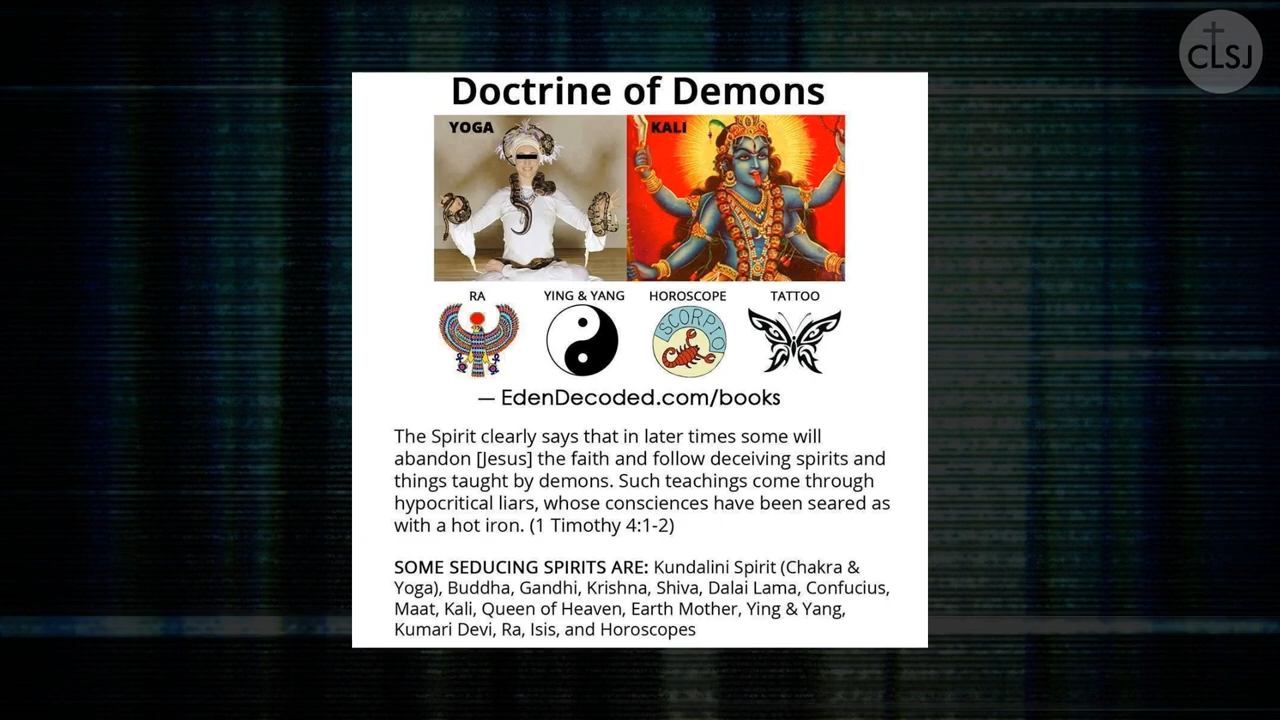 CLSJ
Doctrine of Demons
YOGA
KALI
RA
YING & YANG
HOROSCOPE
TATTOO
SCORPIO
— EdenDecoded.com/books
The Spirit clearly says that in later times some will
abandon [Jesus] the faith and follow deceiving spirits and
things taught by demons. Such teachings come through
hypocritical liars, whose consciences have been seared as
with a hot iron. (1 Timothy 4:1-2)
SOME SEDUCING SPIRITS ARE: Kundalini Spirit (Chakra &
Yoga), Buddha, Gandhi, Krishna, Shiva, Dalai Lama, Confucius,
Maat, Kali, Queen of Heaven, Earth Mother, Ying & Yang,
Kumari Devi, Ra, Isis, and Horoscopes